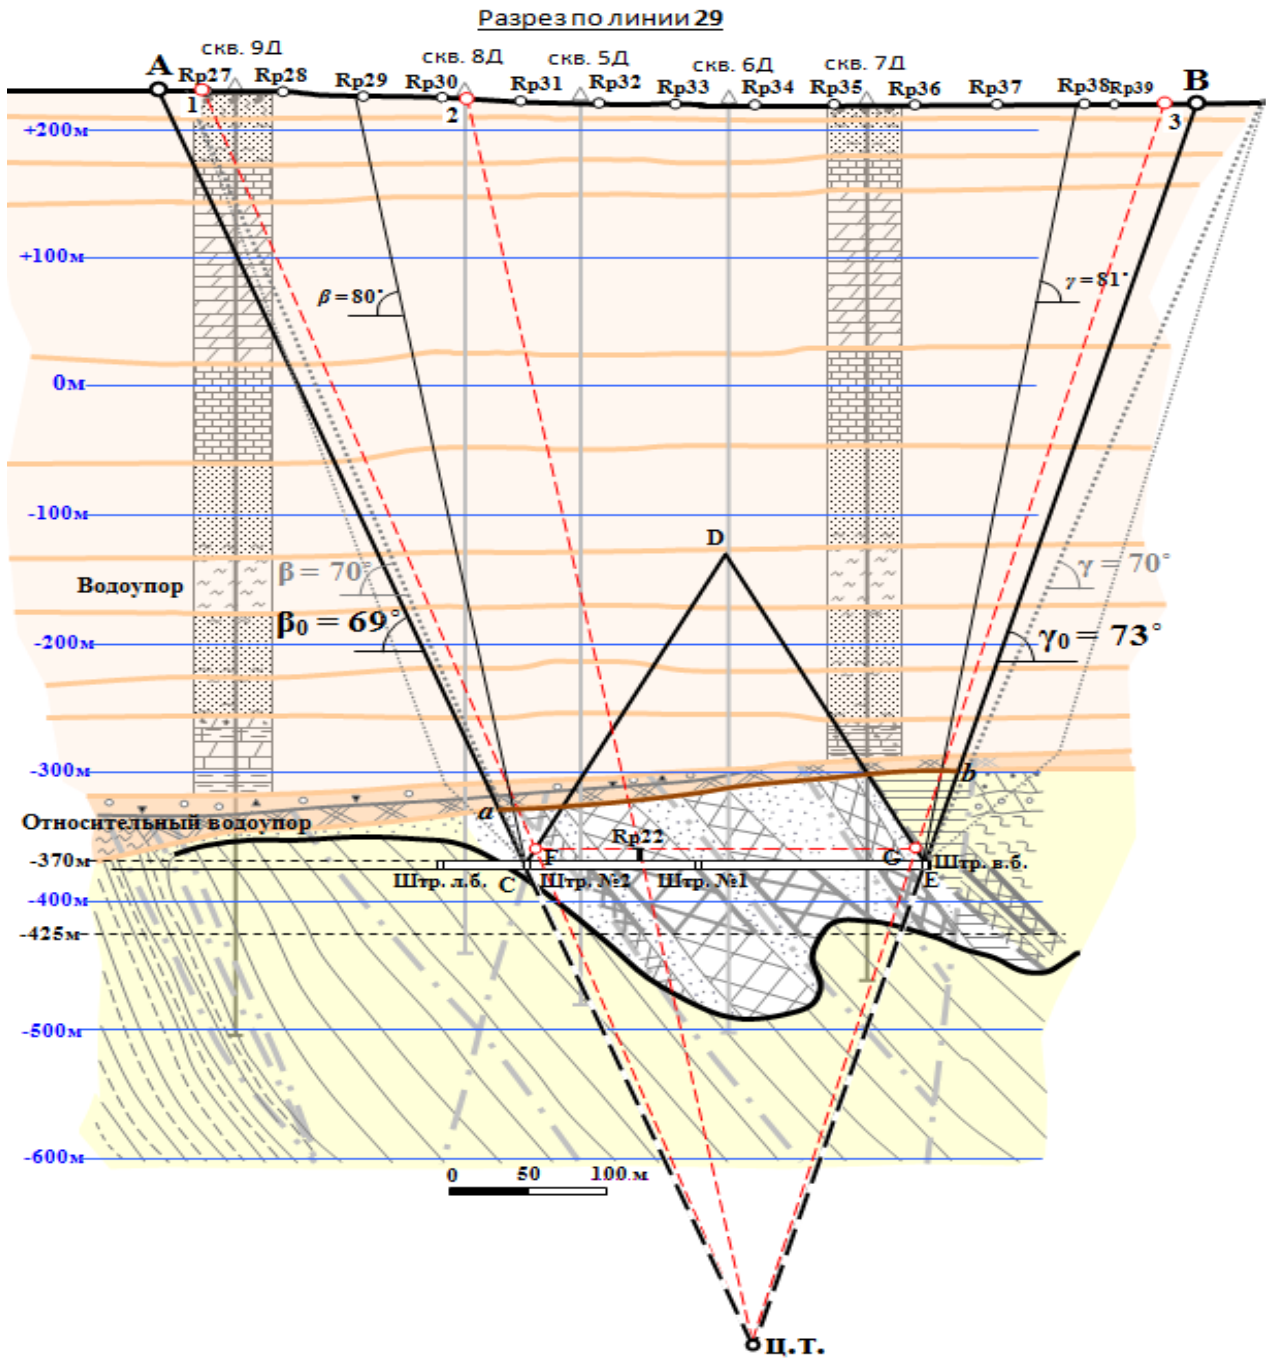 Разрез по линии 29
скв. 9Д скв. 8Д скв. 5Д скв. 6Д скв. 7Д
A Rp27 Rp28 Rp29 Rp30 Rp31 Rp32 Rp33 Rp34 Rp35 Rp36 Rp37 Rp38 Rp39 B
1 2 3
+200м
+100м
β = 80° γ = 81°
0м
-100м
D
Водоупор β = 70° γ = 70°
β0 = 69° γ0 = 73°
-200м
-300м b
a
Относительный водоупор Rp22
-370м F G Штр. в.б.
Штр. л.б. C Штр. №2 Штр. №1 E
-400м
-425м
-500м
-600м
0 50 100 м
ц.т.